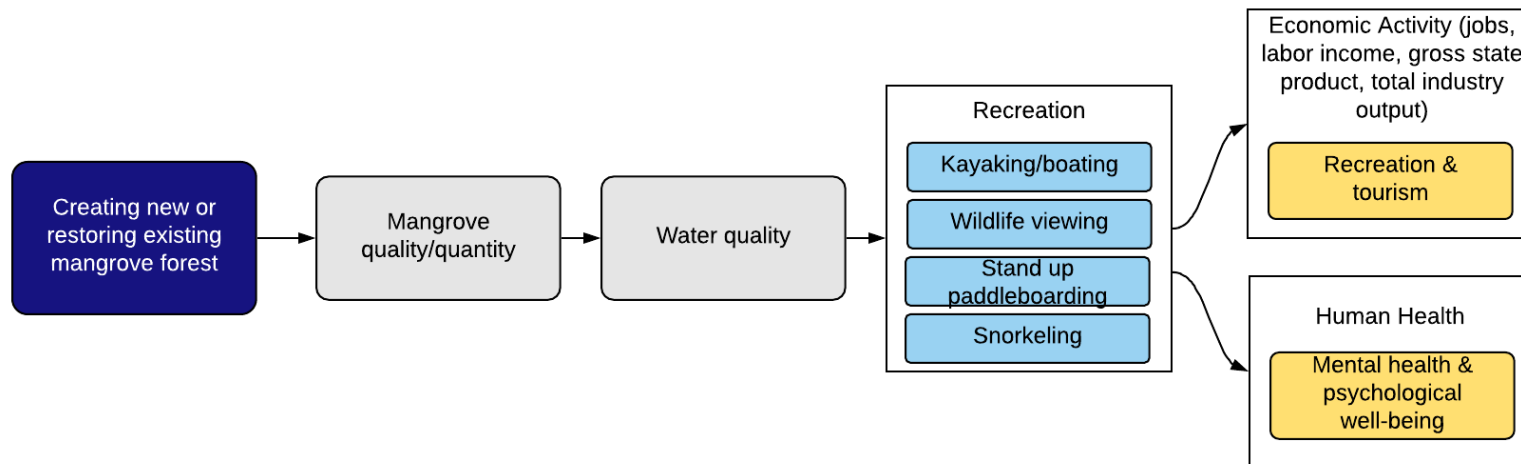 Creating new or
restoring existing
mangrove forest
Mangrove
quality/quantity
Water quality
Recreation
Kayaking/boating
Wildlife viewing
Stand up
paddleboarding
Snorkeling
Economic Activity (jobs,
labor income, gross state
product, total industry
output)
Recreation &
tourism
Human Health
Mental health &
psychological
well-being